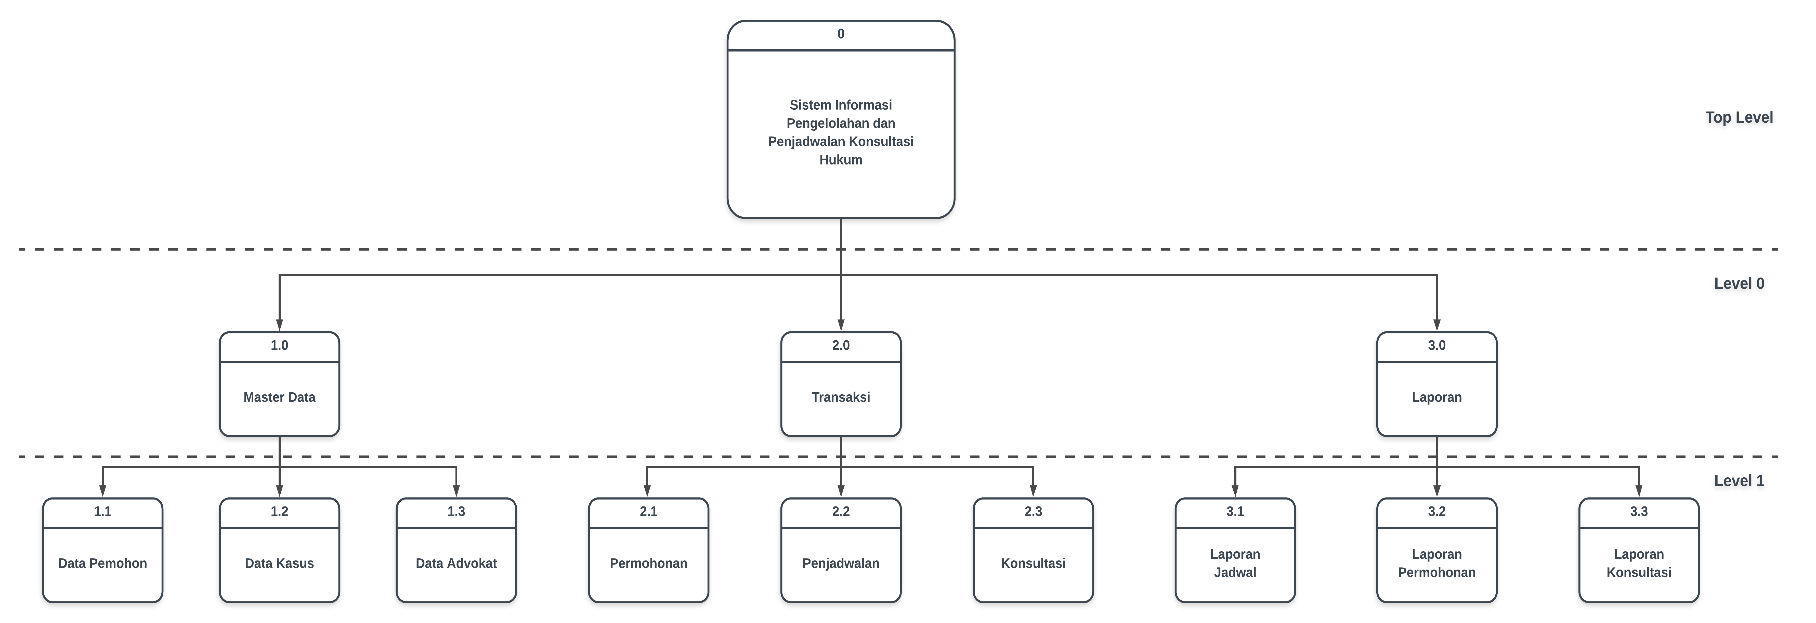 0
Sistem Informasi
Pengelolahan dan
Penjadwalan Konsultasi
Hukum
Top Level
Level 0
1.0
Master Data
2.0
Transaksi
3.0
Laporan
Level 1
1.1
Data Pemohon
1.2
Data Kasus
1.3
Data Advokat
2.1
Permohonan
2.2
Penjadwalan
2.3
Konsultasi
3.1
Laporan
Jadwal
3.2
Laporan
Permohonan
3.3
Laporan
Konsultasi